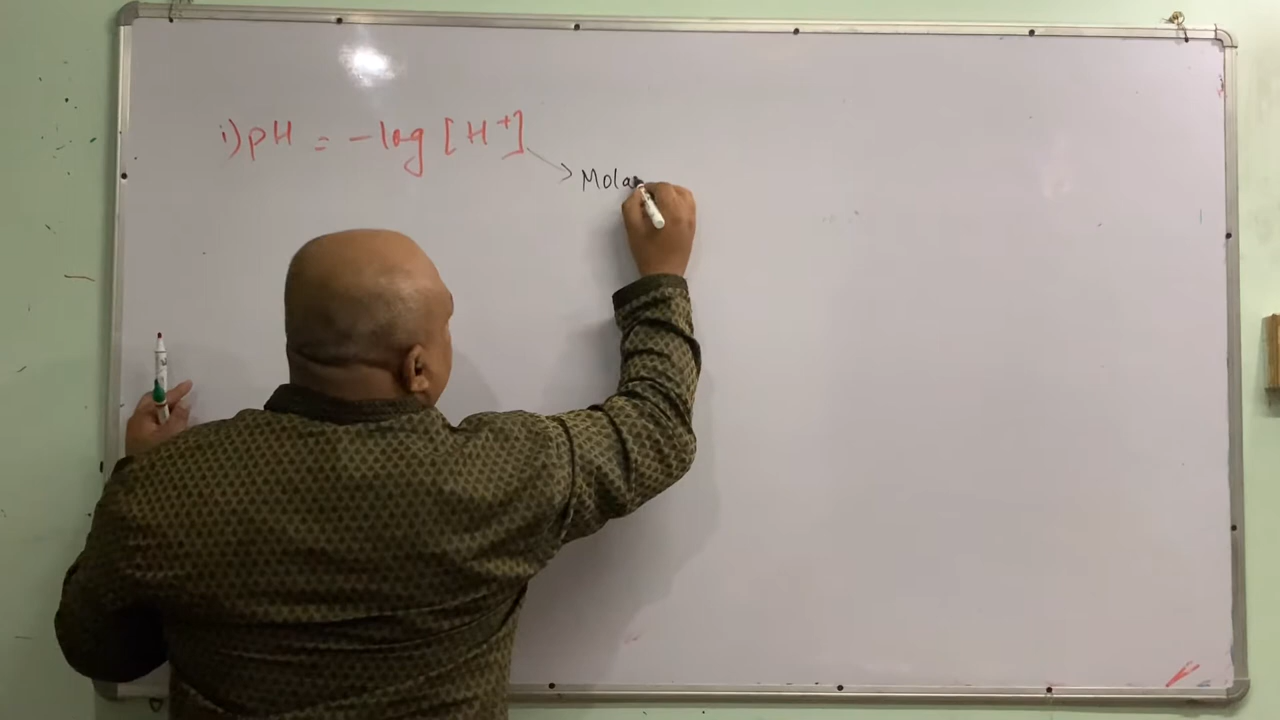 i) pH = -log [H+]
Mola